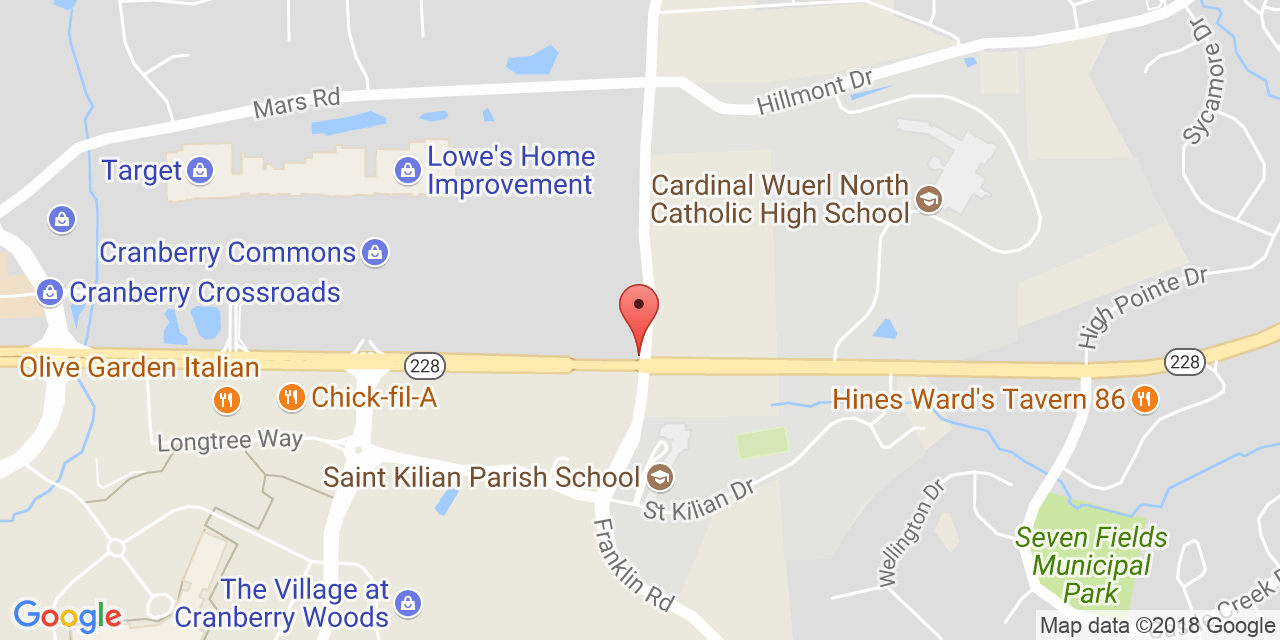 Mars Rd
Hillmont Dr
Sycamore Dr
Target
Lowe's Home
Improvement
Cardinal Wuerl North
Catholic High School
Cranberry Commons
Cranberry Crossroads
High Pointe Dr
228
228
Olive Garden Italian
Chick-fil-A
Hines Ward's Tavern 86
Longtree Way
Saint Kilian Parish School
St Kilian Dr
Wellington Dr
Franklin Rd
Seven Fields
Municipal
Park
The Village at
Cranberry Woods
Google
Map data ©2018 Google